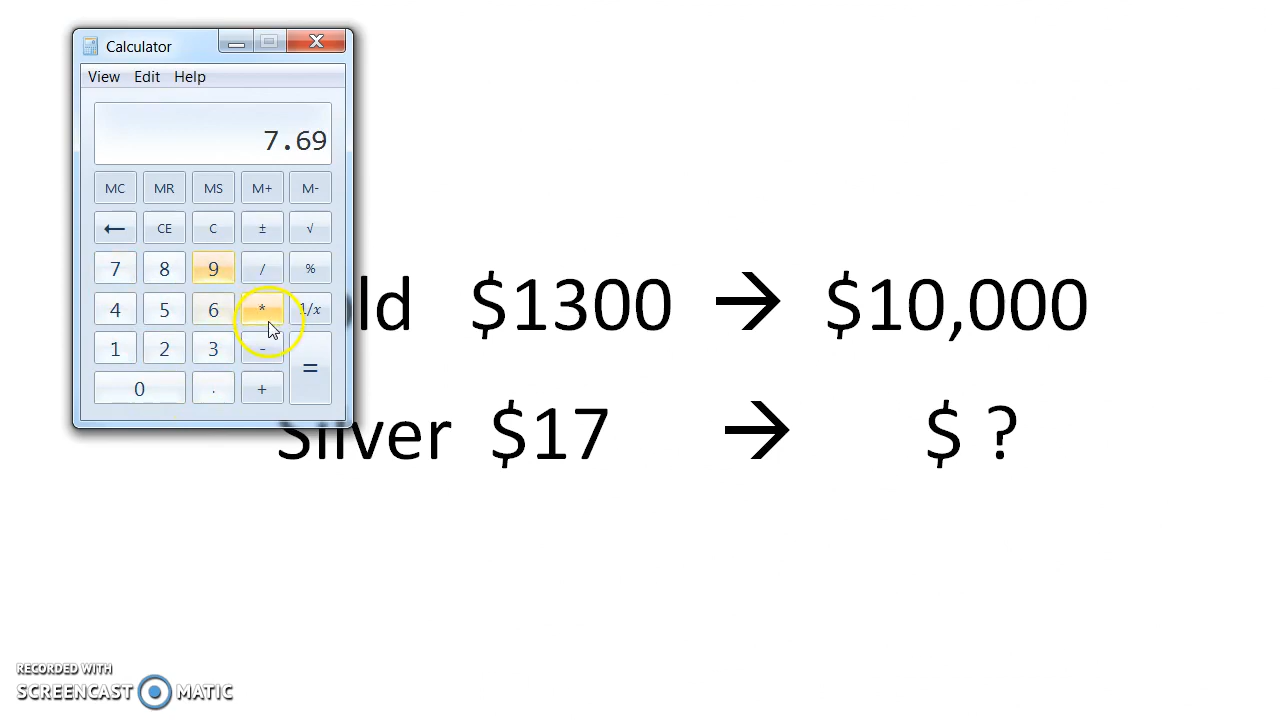 Calculator
View Edit Help
7.69
MC MR MS M+ M-
← CE C ± √
7 8 9 / %
4 5 6 * 1/x
1 2 3 - =
0 . +
ld $1300 → $10,000
Silver $17 → $ ?
RECORDED WITH
SCREENCAST MATIC